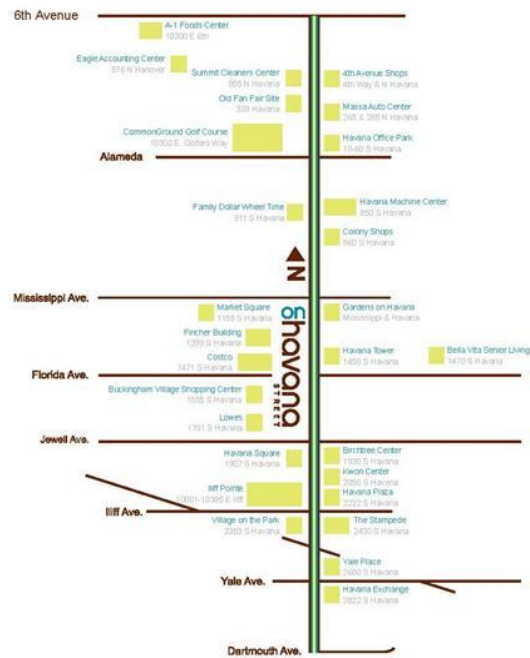 6th Avenue
A-1 Foods Center
10300 E 6th
Eagle Accounting Center
576 N Hanover
Summit Cleaners Center
4th Avenue Shops
4th Way & N Havana
Old Fan Fair Site
333 Havana
Massa Auto Center
CommonGround Golf Course
10300 E. Golfers Way
Havana Office Park
10-60 S Havana
Alameda
Family Dollar Wheel Time
911 S Havana
Havana Machine Center
850 S Havana
Colony Shops
960 S Havana
N
Mississippi Ave.
Market Square
1155 S Havana
Gardens on Havana
Mississippi & Havana
on havana
STREET
Fincher Building
1399 S Havana
Costco
1471 S Havana
Havana Tower
1450 S Havana
Bella Vita Senior Living
1470 S Havana
Florida Ave.
Buckingham Village Shopping Center
1555 S Havana
Lowes
1701 S Havana
Jewell Ave.
Havana Square
1907 S Havana
Birchtree Center
1930 S Havana
Kwon Center
2050 S Havana
Iliff Pointe
10001-10395 E Iliff
Havana Plaza
2222 S Havana
Iliff Ave.
Village on the Park
2353 S Havana
The Stampede
2430 S Havana
Yale Place
2680 S Havana
Yale Ave.
Havana Exchange
2822 S Havana
Dartmouth Ave.